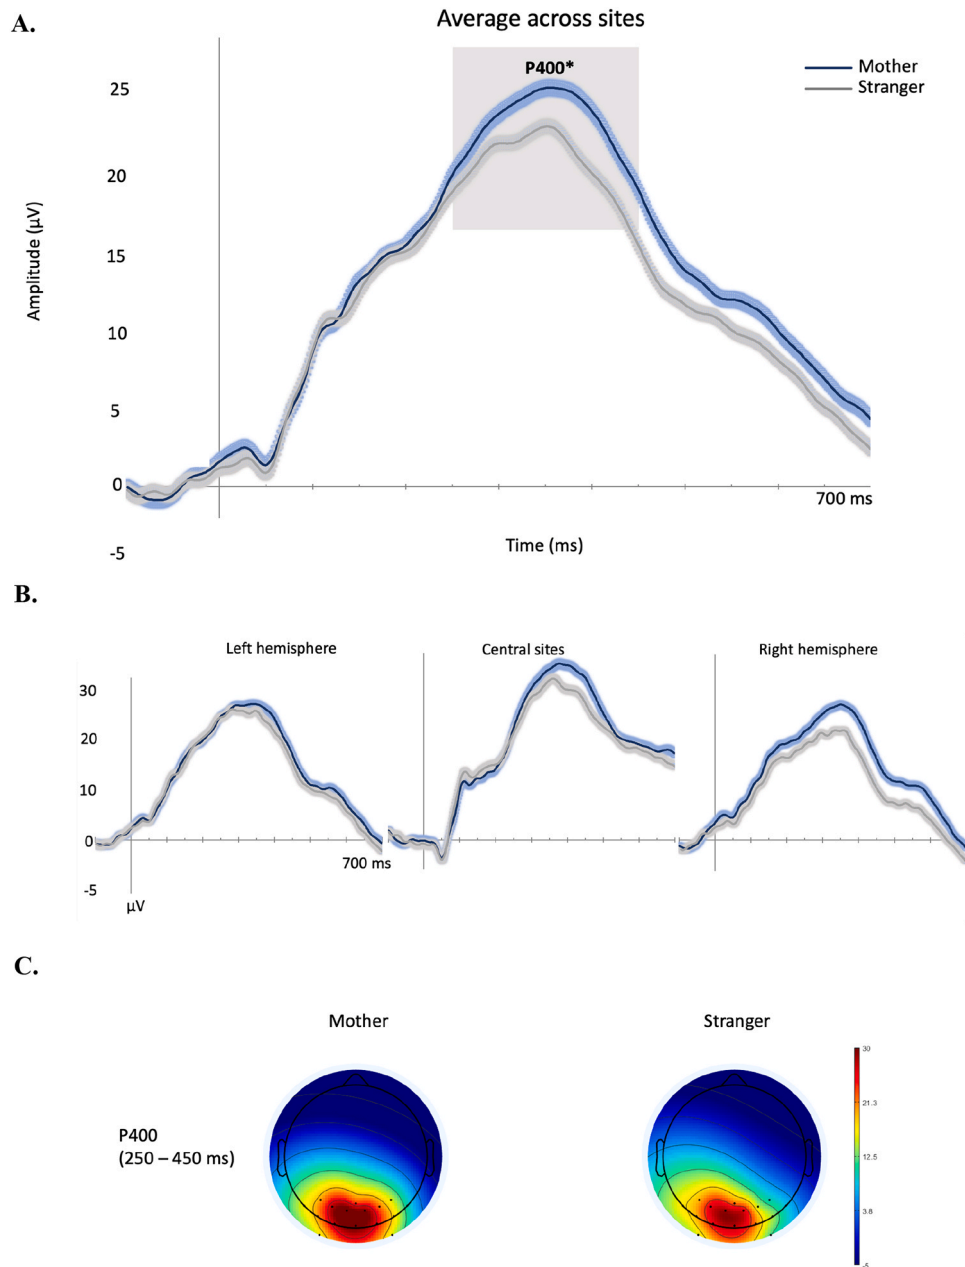 A.
Average across sites
P400*
Mother
Stranger
25
20
15
10
5
0
-5
Amplitude (μV)
700 ms
Time (ms)
B.
Left hemisphere
Central sites
Right hemisphere
30
20
10
0
-5
700 ms
μV
C.
Mother
Stranger
P400
(250 – 450 ms)
30
21.3
12.5
3.8
-5